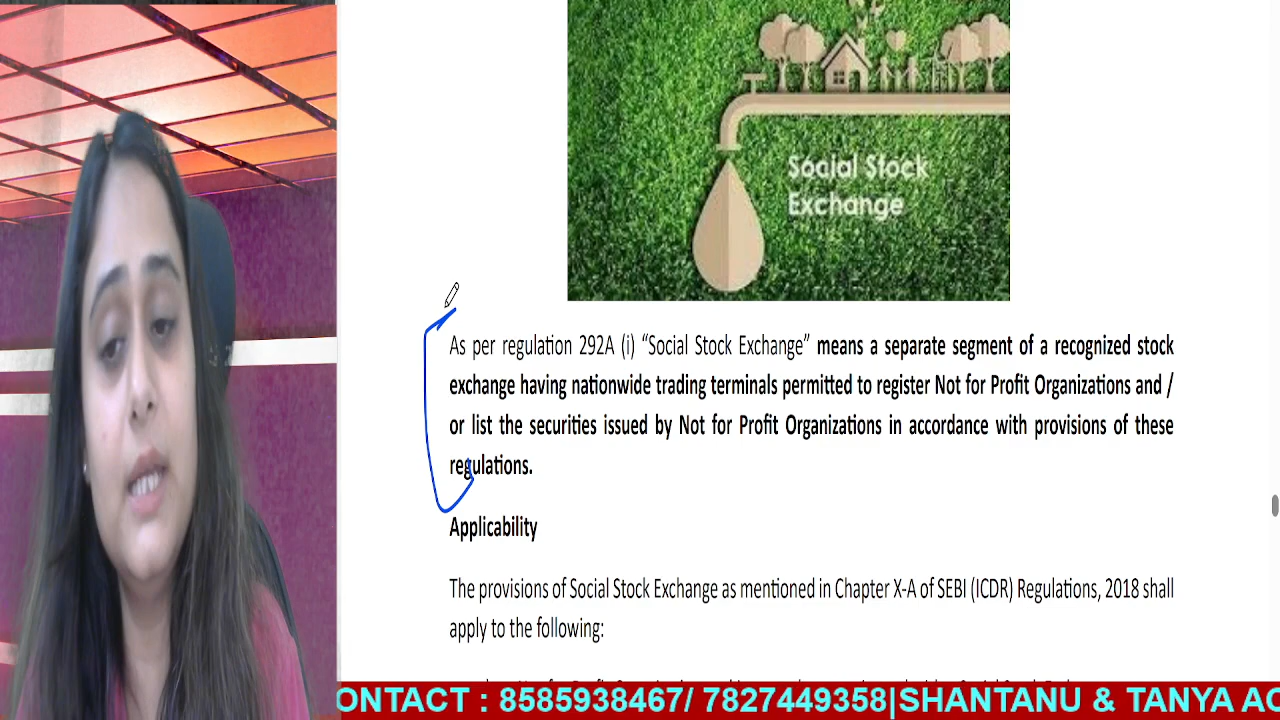 Social Stock
Exchange
As per regulation 292A (i) “Social Stock Exchange” means a separate segment of a recognized stock
exchange having nationwide trading terminals permitted to register Not for Profit Organizations and /
or list the securities issued by Not for Profit Organizations in accordance with provisions of these
regulations.
Applicability
The provisions of Social Stock Exchange as mentioned in Chapter X-A of SEBI (ICDR) Regulations, 2018 shall
apply to the following:
ONTACT : 8585938467/ 7827449358|SHANTANU & TANYA AC